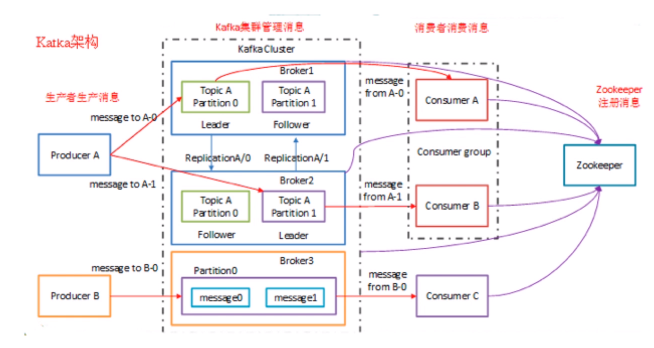 Kafka集群管理消息
消费者消费消息
Kafka架构
Kafka Cluster
Broker1
Topic A
Partition 0
Topic A
Partition 1
message
from A-0
Consumer A
Zookeeper
注册消息
生产者生产消息
message to A-0
Leader
Follower
Producer A
ReplicationA/0
ReplicationA/1
Consumer group
Zookeeper
message to A-1
Broker2
Topic A
Partition 0
Topic A
Partition 1
message
from A-1
Consumer B
Follower
Leader
Broker3
message to B-0
Partition0
message
from B-0
Producer B
message0
message1
Consumer C